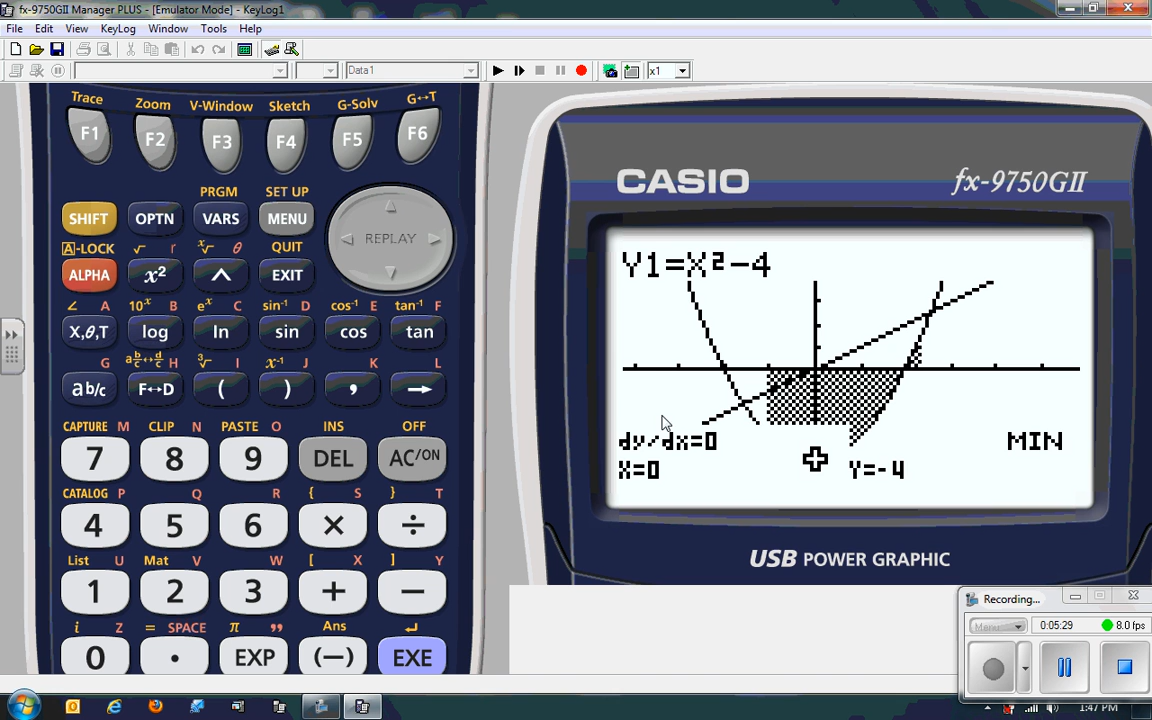 fx-9750GII Manager PLUS - [Emulator Mode] - KeyLog1
File Edit View KeyLog Window Tools Help
Data1 x1
Trace Zoom V-Window Sketch G-Solv G↔T
F1 F2 F3 F4 F5 F6
PRGM SET UP
SHIFT OPTN VARS MENU REPLAY
A-LOCK √ r ˣ√ θ QUIT
ALPHA x² ^ EXIT
∠ A 10ˣ B eˣ C sin⁻¹ D cos⁻¹ E tan⁻¹ F
X,θ,T log ln sin cos tan
G a b/c↔d/c H ³√ I x⁻¹ J K L
a b/c F↔D ( ) , →
CAPTURE M CLIP N PASTE O INS OFF
7 8 9 DEL AC/ON
CATALOG P Q R { S } T
4 5 6 × ÷
List U Mat V W [ X ] Y
1 2 3 + −
i Z = SPACE π " Ans ↵
0 . EXP (−) EXE
CASIO fx-9750GII
Y1=X²-4
dy/dx=0 MIN
X=0 Y=-4
USB POWER GRAPHIC
Recording...
Menu 0:05:29 8.0 fps
1:47 PM